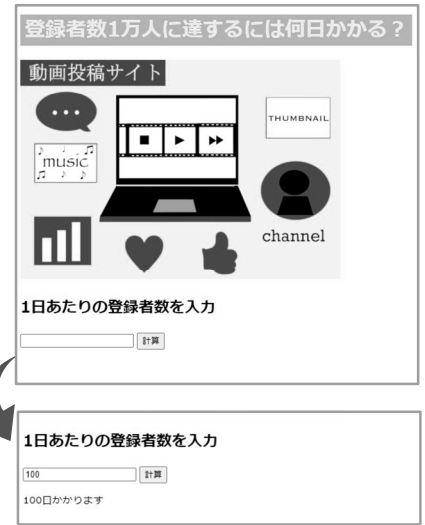 登録者数1万人に達するには何日かかる？
動画投稿サイト
THUMBNAIL
music
channel
1日あたりの登録者数を入力
計算
1日あたりの登録者数を入力
100
計算
100日かかります